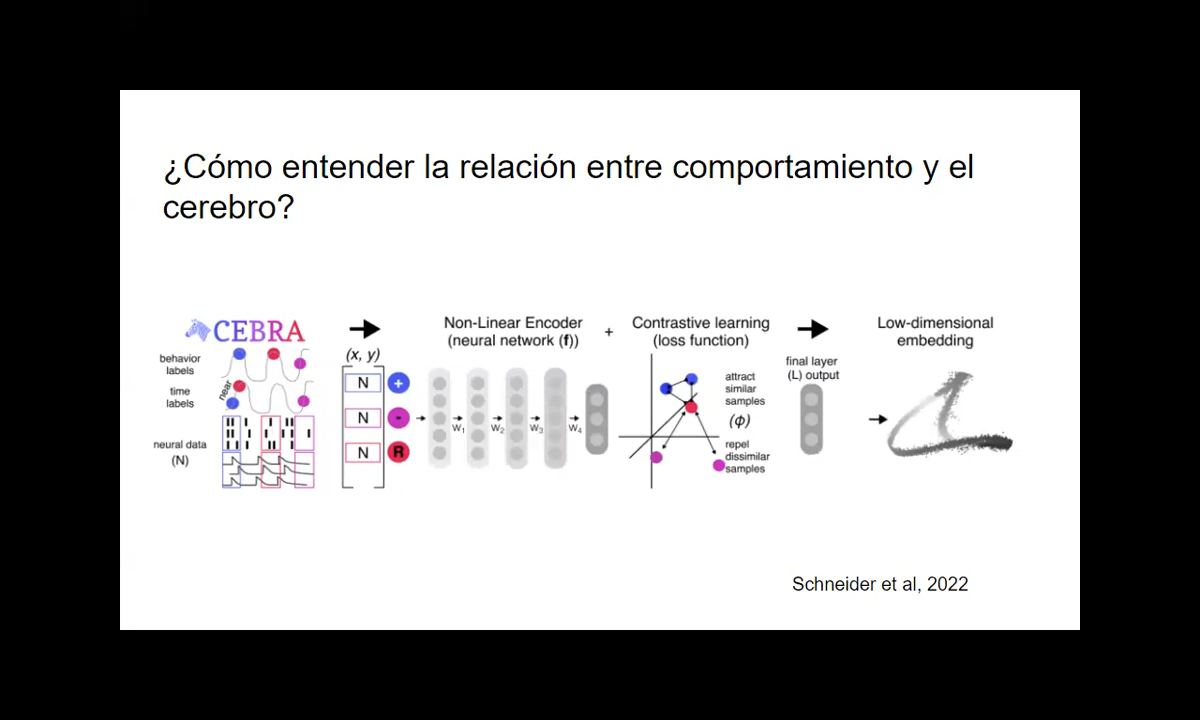 ¿Cómo entender la relación entre comportamiento y el
cerebro?
CEBRA
behavior
labels
time
labels
near
neural data
(N)
(x, y)
N +
N -
N R
Non-Linear Encoder
(neural network (f))
W1 W2 W3 W4
+
Contrastive learning
(loss function)
attract
similar
samples
(ϕ)
repel
dissimilar
samples
final layer
(L) output
Low-dimensional
embedding
Schneider et al, 2022